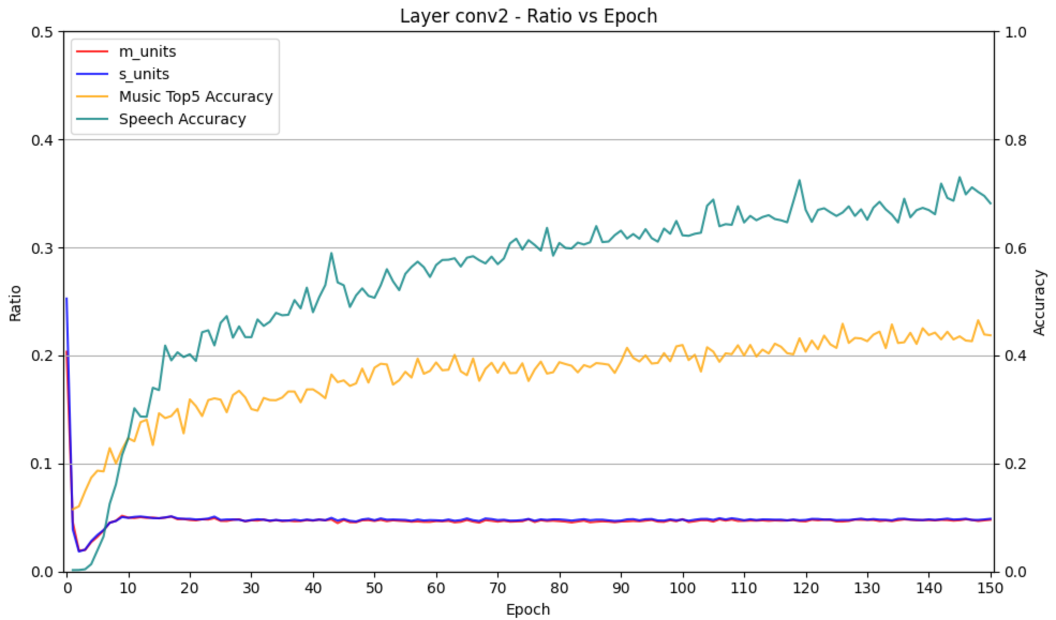 Layer conv2 - Ratio vs Epoch
m_units
s_units
Music Top5 Accuracy
Speech Accuracy
Ratio
0.5
0.4
0.3
0.2
0.1
0.0
1.0
0.8
0.6
0.4
0.2
0.0
Accuracy
0 10 20 30 40 50 60 70 80 90 100 110 120 130 140 150
Epoch